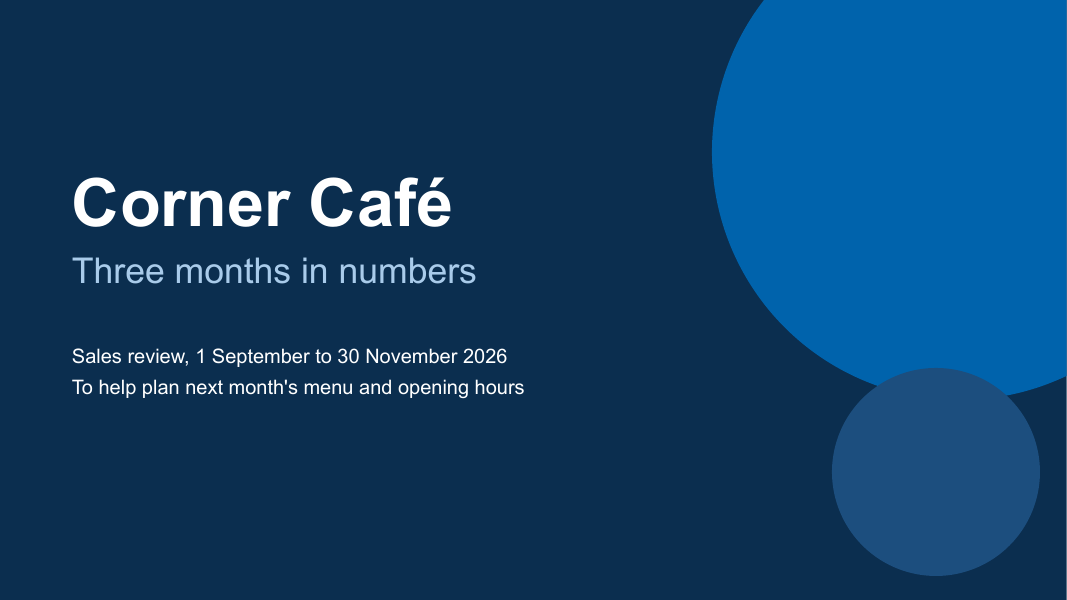 Corner Café
Three months in numbers
Sales review, 1 September to 30 November 2026
To help plan next month's menu and opening hours